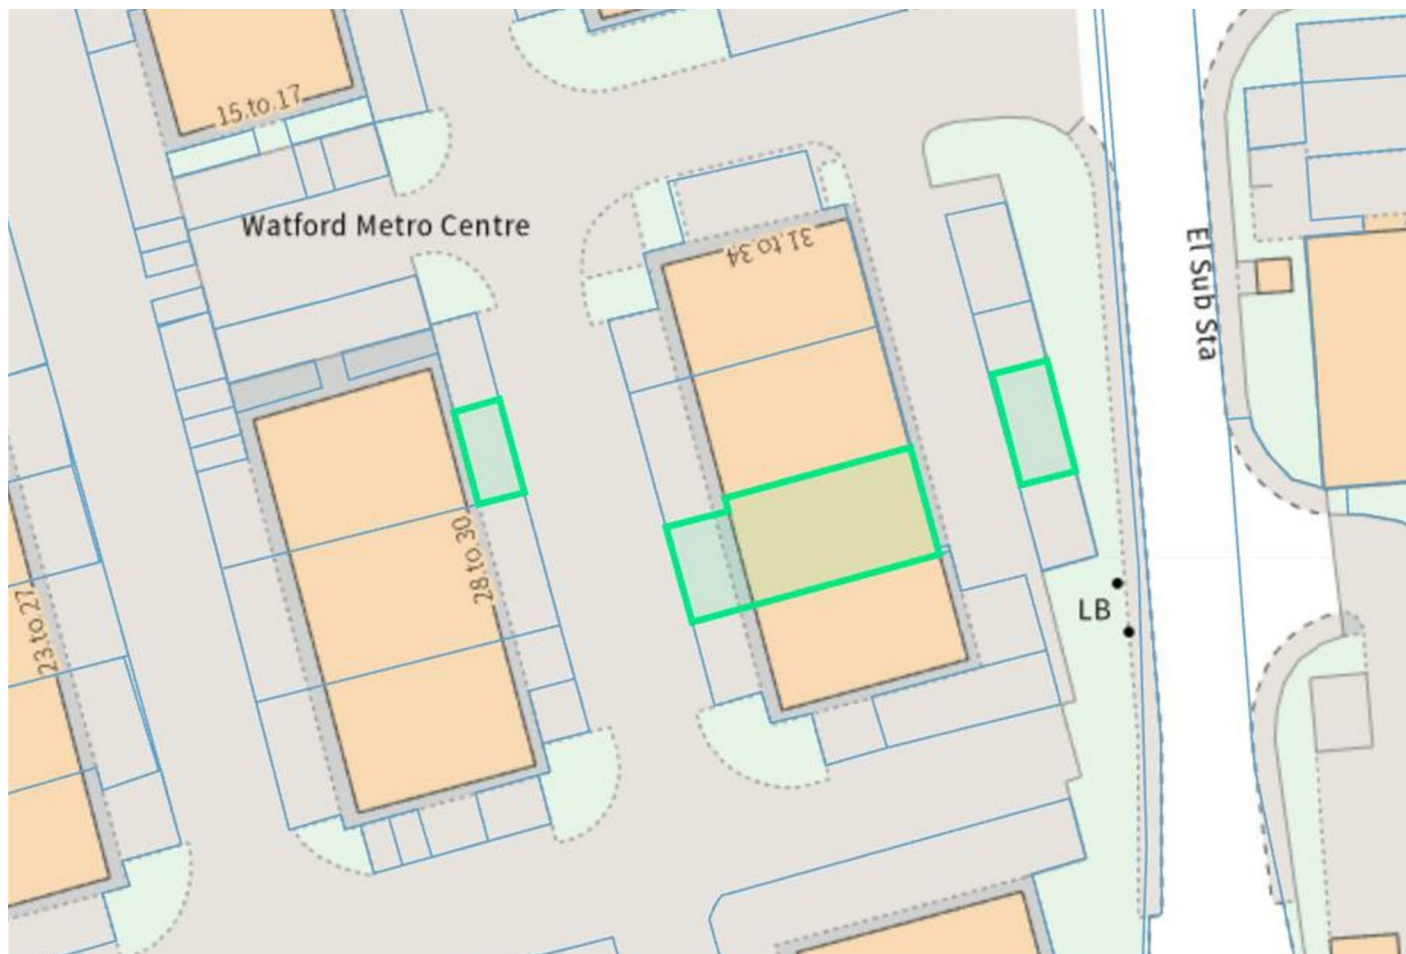 15.to.17
Watford Metro Centre
31.to.34
El Sub Sta
28.to.30
23.to.27
LB